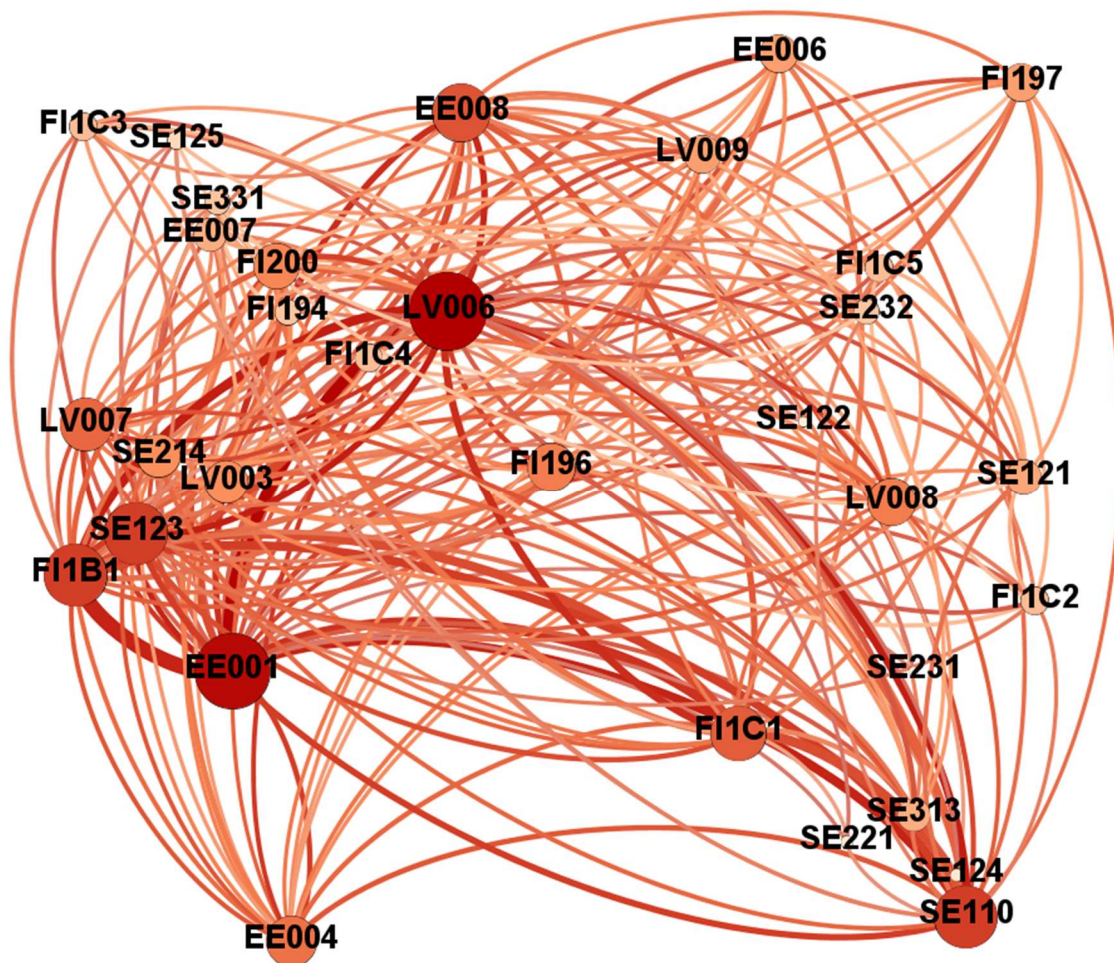 EE006
FI197
EE008
FI1C3
SE125
LV009
SE331
EE007
FI200
FI1C5
FI194
LV006
SE232
FI1C4
LV007
SE122
SE214
FI196
LV003
SE121
LV008
SE123
FI1B1
FI1C2
EE001
SE231
FI1C1
SE313
SE221
SE124
SE110
EE004